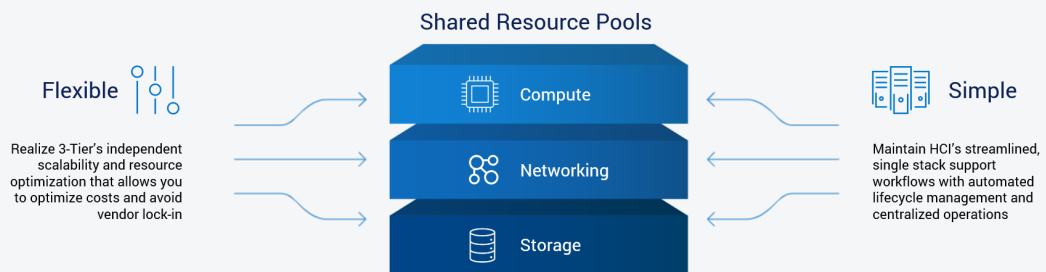 Shared Resource Pools
Flexible
Realize 3-Tier's independent
scalability and resource
optimization that allows you
to optimize costs and avoid
vendor lock-in
Compute
Networking
Storage
Simple
Maintain HCI's streamlined,
single stack support
workflows with automated
lifecycle management and
centralized operations